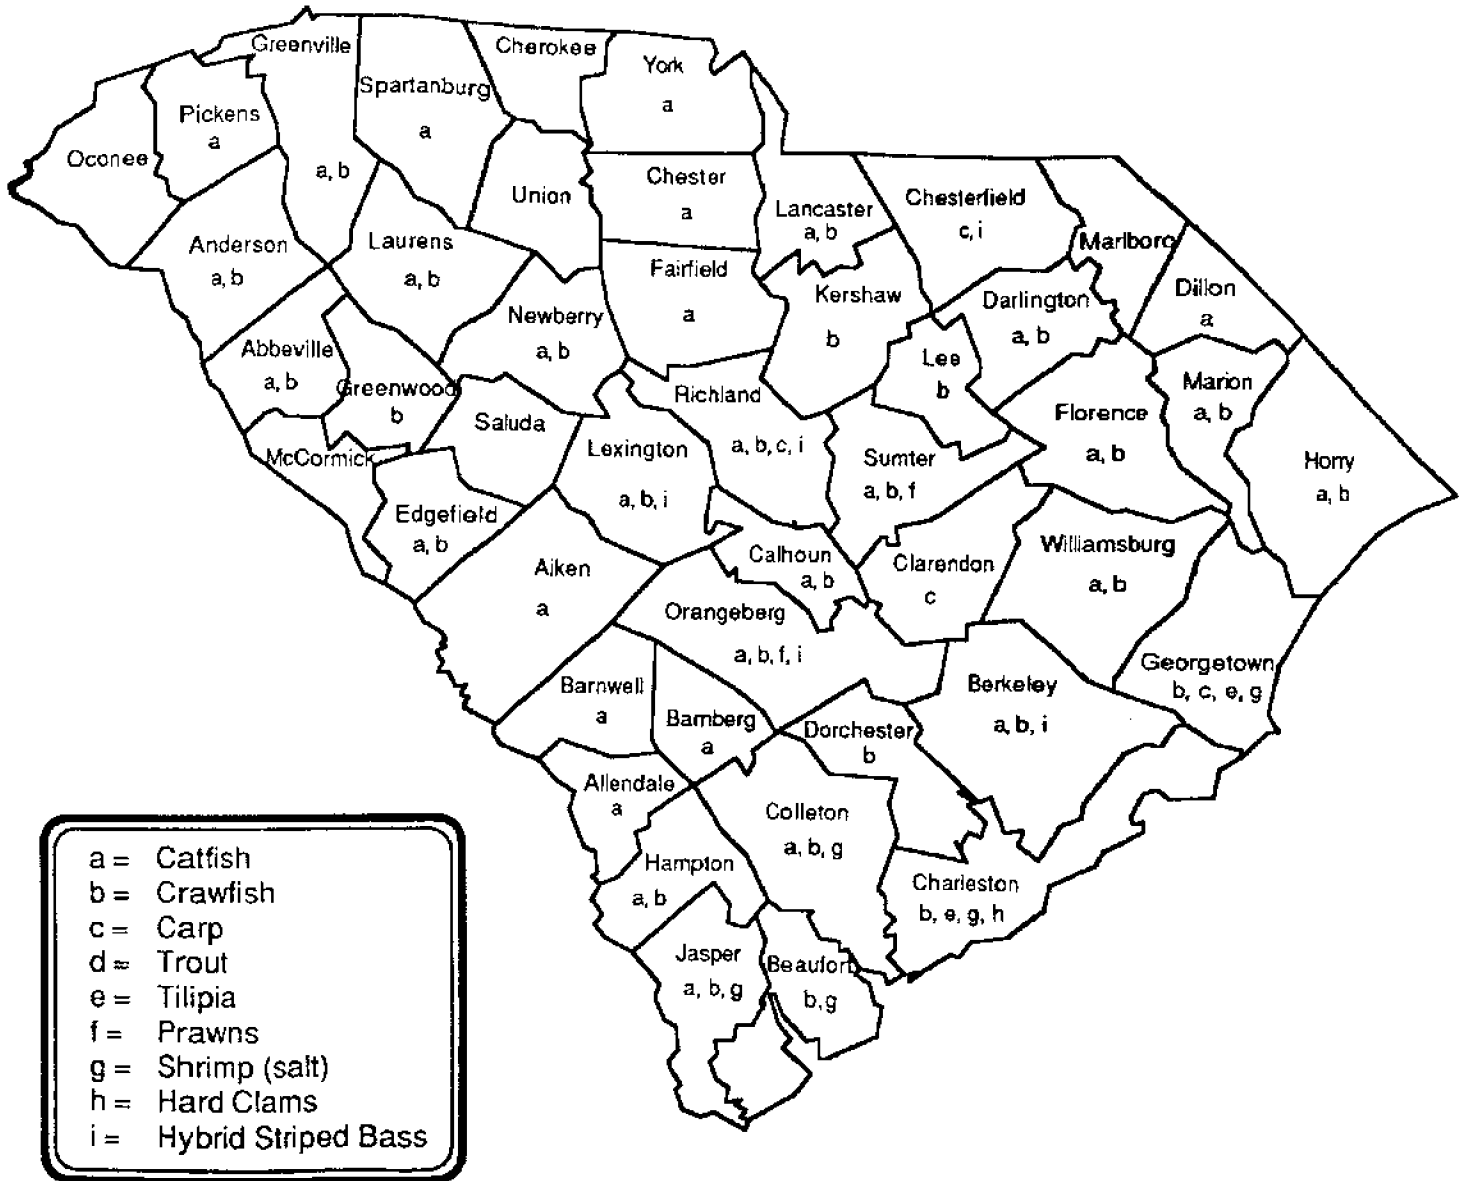 Greenville
a, b
Cherokee
York
a
Spartanburg
a
Pickens
a
Oconee
Union
Chester
a
Lancaster
a, b
Chesterfield
c, i
Marlboro
Anderson
a, b
Laurens
a, b
Fairfield
a
Kershaw
b
Darlington
a, b
Dillon
a
Newberry
a, b
Abbeville
a, b
Greenwood
b
Lee
b
Marion
a, b
Richland
a, b, c, i
Florence
a, b
Saluda
Lexington
a, b, i
Sumter
a, b, f
Horry
a, b
McCormick
Edgefield
a, b
Aiken
a
Calhoun
a, b
Clarendon
c
Williamsburg
a, b
Orangeberg
a, b, f, i
Georgetown
b, c, e, g
Barnwell
a
Bamberg
a
Dorchester
b
Berkeley
a, b, i
Allendale
a
Colleton
a, b, g
Hampton
a, b
Charleston
b, e, g, h
Jasper
a, b, g
Beaufort
b, g
a = Catfish
b = Crawfish
c = Carp
d = Trout
e = Tilipia
f = Prawns
g = Shrimp (salt)
h = Hard Clams
i = Hybrid Striped Bass